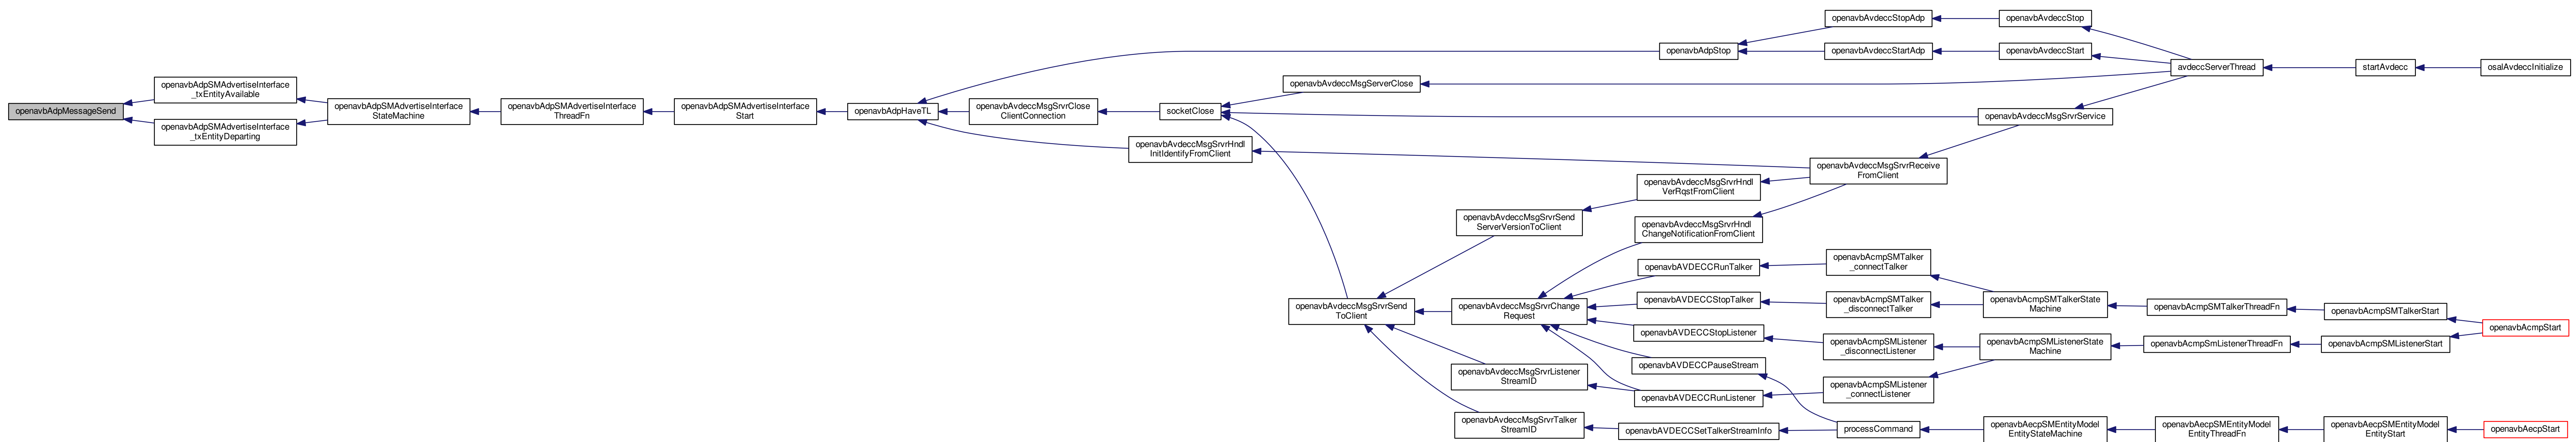 openavbAdpMessageSend
openavbAdpSMAdvertiseInterface
_txEntityAvailable
openavbAdpSMAdvertiseInterface
_txEntityDeparting
openavbAdpSMAdvertiseInterface
StateMachine
openavbAdpSMAdvertiseInterface
ThreadFn
openavbAdpSMAdvertiseInterface
Start
openavbAdpHaveTL
openavbAvdeccMsgSrvrClose
ClientConnection
openavbAvdeccMsgSrvrHndl
InitIdentifyFromClient
socketClose
openavbAvdeccMsgServerClose
openavbAvdeccMsgSrvrSend
ToClient
openavbAvdeccMsgSrvrSend
ServerVersionToClient
openavbAvdeccMsgSrvrChange
Request
openavbAvdeccMsgSrvrListener
StreamID
openavbAvdeccMsgSrvrTalker
StreamID
openavbAdpStop
openavbAvdeccMsgSrvrHndl
VerRqstFromClient
openavbAvdeccMsgSrvrHndl
ChangeNotificationFromClient
openavbAVDECCRunTalker
openavbAVDECCStopTalker
openavbAVDECCStopListener
openavbAVDECCPauseStream
openavbAVDECCRunListener
openavbAVDECCSetTalkerStreamInfo
openavbAvdeccStopAdp
openavbAvdeccStartAdp
openavbAvdeccMsgSrvrReceive
FromClient
openavbAcmpSMTalker
_connectTalker
openavbAcmpSMTalker
_disconnectTalker
openavbAcmpSMListener
_disconnectListener
openavbAcmpSMListener
_connectListener
processCommand
openavbAvdeccStop
openavbAvdeccStart
openavbAvdeccMsgSrvrService
openavbAcmpSMTalkerState
Machine
openavbAcmpSMListenerState
Machine
openavbAecpSMEntityModel
EntityStateMachine
avdeccServerThread
openavbAcmpSMTalkerThreadFn
openavbAcmpSmListenerThreadFn
openavbAecpSMEntityModel
EntityThreadFn
startAvdecc
openavbAcmpSMTalkerStart
openavbAcmpSMListenerStart
openavbAecpSMEntityModel
EntityStart
osalAvdeccInitialize
openavbAcmpStart
openavbAecpStart